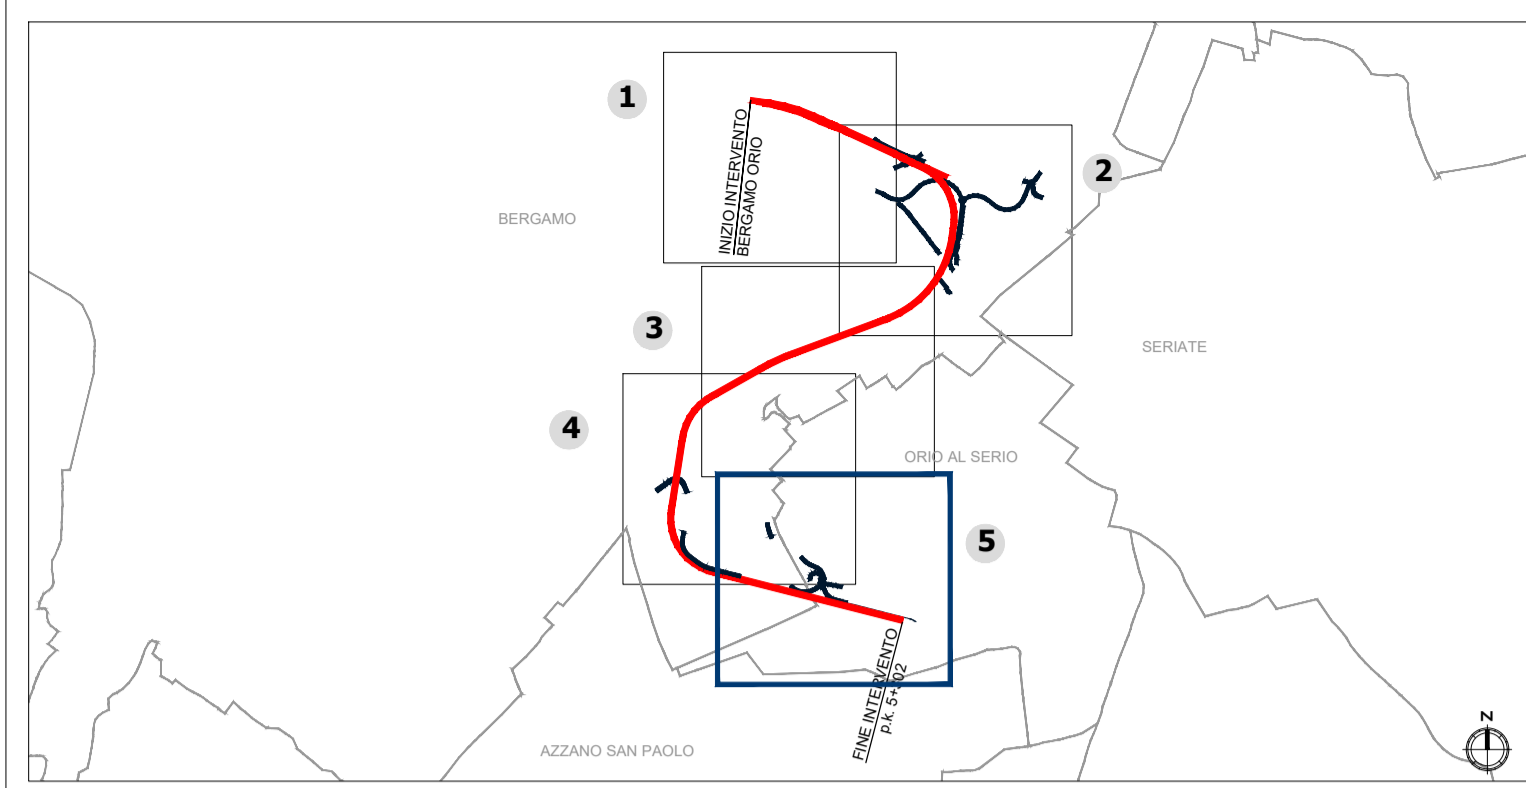 1
2
INIZIO INTERVENTO
BERGAMO ORIO
BERGAMO
3
SERIATE
4
ORIO AL SERIO
5
FINE INTERVENTO
AZZANO SAN PAOLO
N